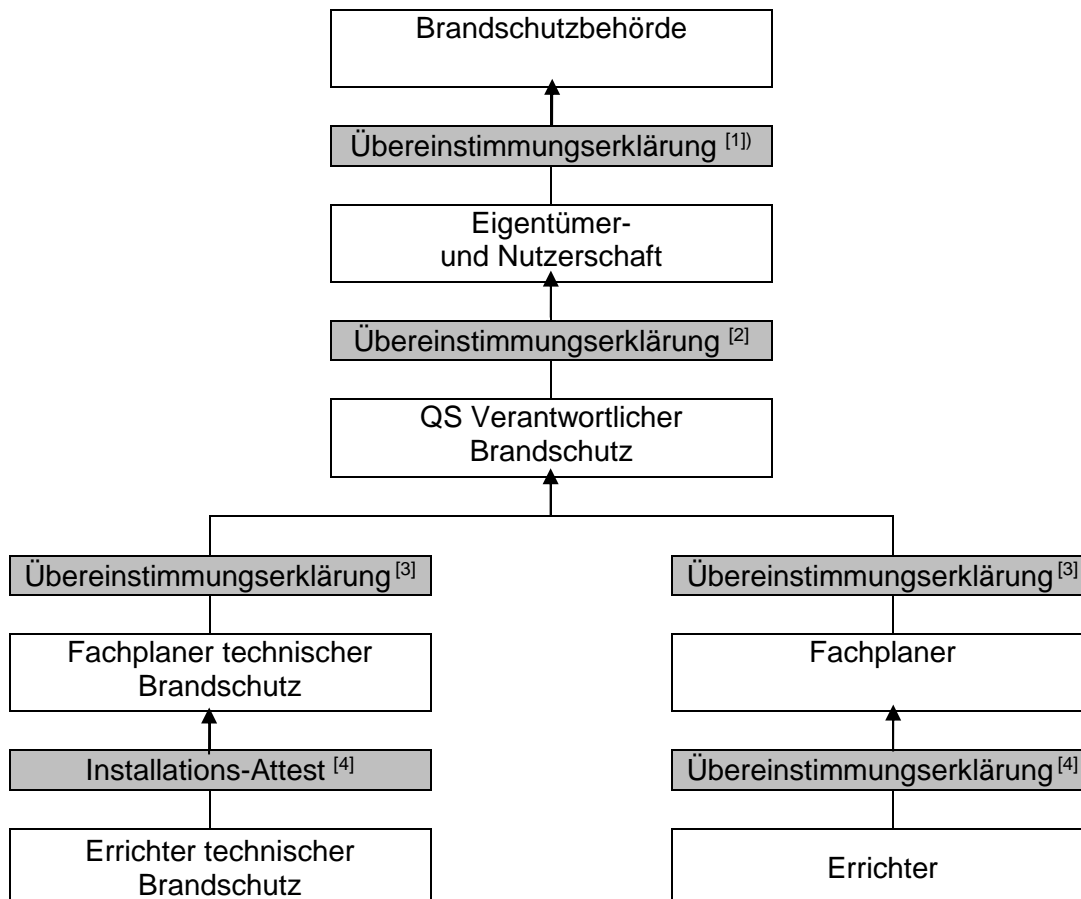 Brandschutzbehörde
Übereinstimmungserklärung [1])
Eigentümer-
und Nutzerschaft
Übereinstimmungserklärung [2]
QS Verantwortlicher
Brandschutz
Übereinstimmungserklärung [3]
Übereinstimmungserklärung [3]
Fachplaner technischer
Brandschutz
Fachplaner
Installations-Attest [4]
Übereinstimmungserklärung [4]
Errichter technischer
Brandschutz
Errichter